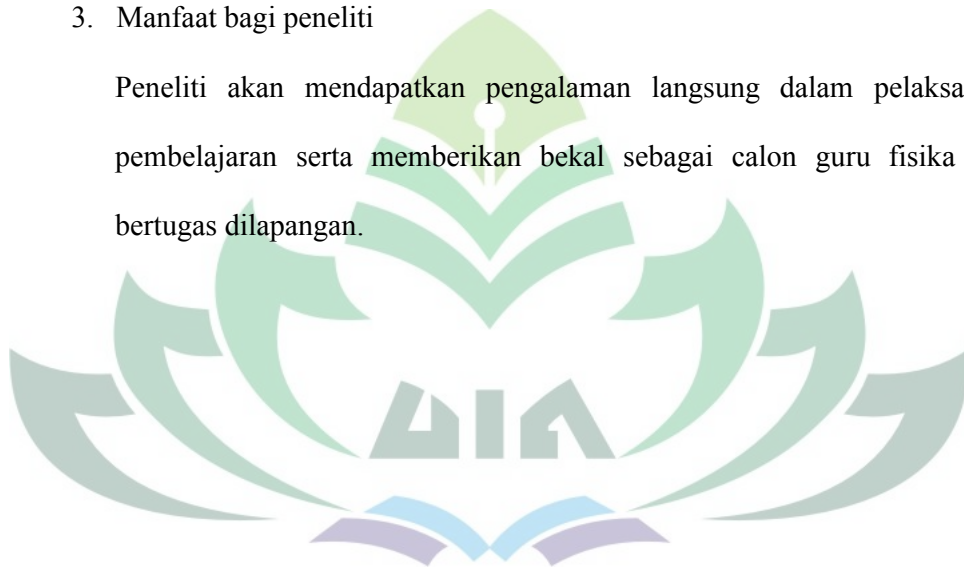 3. Manfaat bagi peneliti
Peneliti akan mendapatkan pengalaman langsung dalam
pembelajaran serta memberikan bekal sebagai calon guru fisika
bertugas dilapangan.
UIN